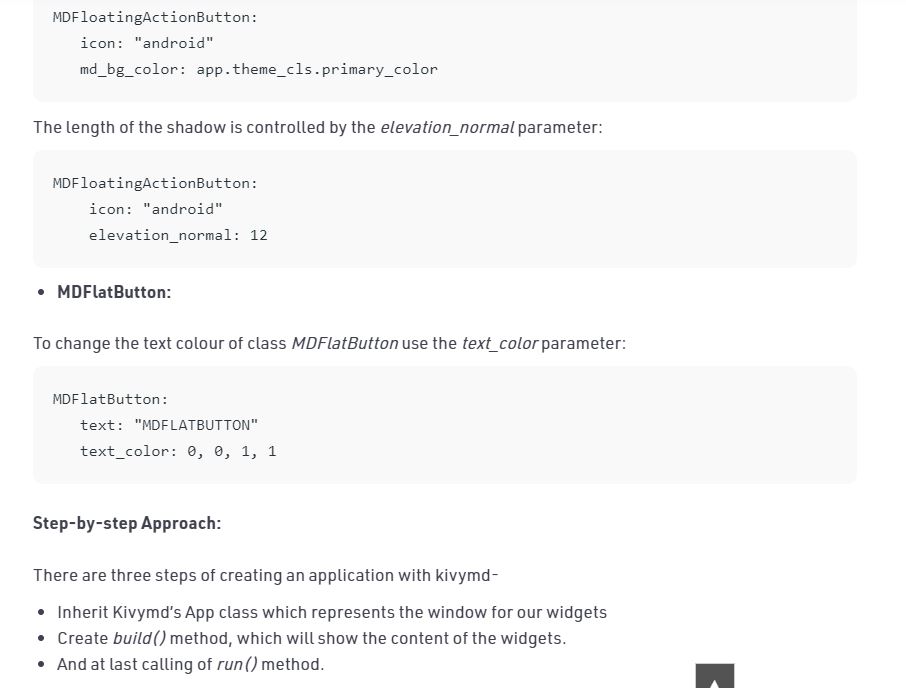 MDFloatingActionButton:
icon: "android"
md_bg_color: app.theme_cls.primary_color
The length of the shadow is controlled by the elevation_normal parameter:
MDFloatingActionButton:
icon: "android"
elevation_normal: 12
• MDFlatButton:
To change the text colour of class MDFlatButton use the text_color parameter:
MDFlatButton:
text: "MDFLATBUTTON"
text_color: 0, 0, 1, 1
Step-by-step Approach:
There are three steps of creating an application with kivymd-
• Inherit Kivymd's App class which represents the window for our widgets
• Create build() method, which will show the content of the widgets.
• And at last calling of run() method.